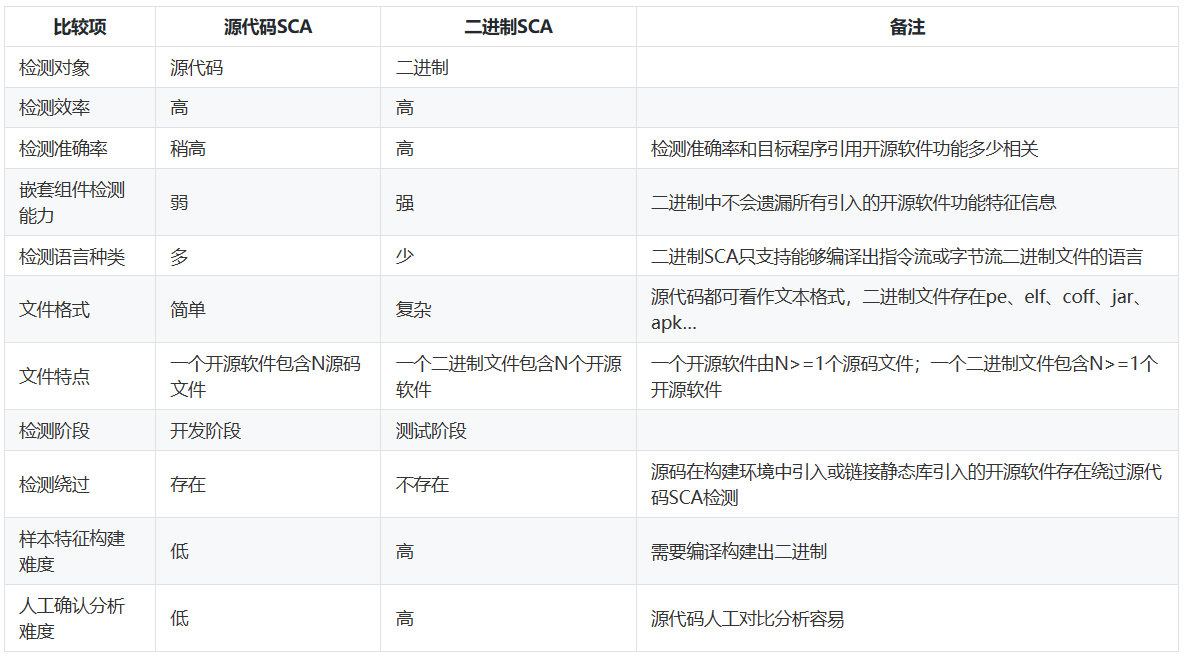 比较项 源代码SCA 二进制SCA 备注
检测对象 源代码 二进制
检测效率 高 高
检测准确率 稍高 高 检测准确率和目标程序引用开源软件功能多少相关
嵌套组件检测
能力 弱 强 二进制中不会遗漏所有引入的开源软件功能特征信息
检测语言种类 多 少 二进制SCA只支持能够编译出指令流或字节流二进制文件的语言
文件格式 简单 复杂 源代码都可看作文本格式，二进制文件存在pe、elf、coff、jar、
apk...
文件特点 一个开源软件包含N源码 一个二进制文件包含N个开源 一个开源软件由N>=1个源码文件；一个二进制文件包含N>=1个
文件 软件 开源软件
检测阶段 开发阶段 测试阶段
检测绕过 存在 不存在 源码在构建环境中引入或链接静态库引入的开源软件存在绕过源代
码SCA检测
样本特征构建
难度 低 高 需要编译构建出二进制
人工确认分析
难度 低 高 源代码人工对比分析容易